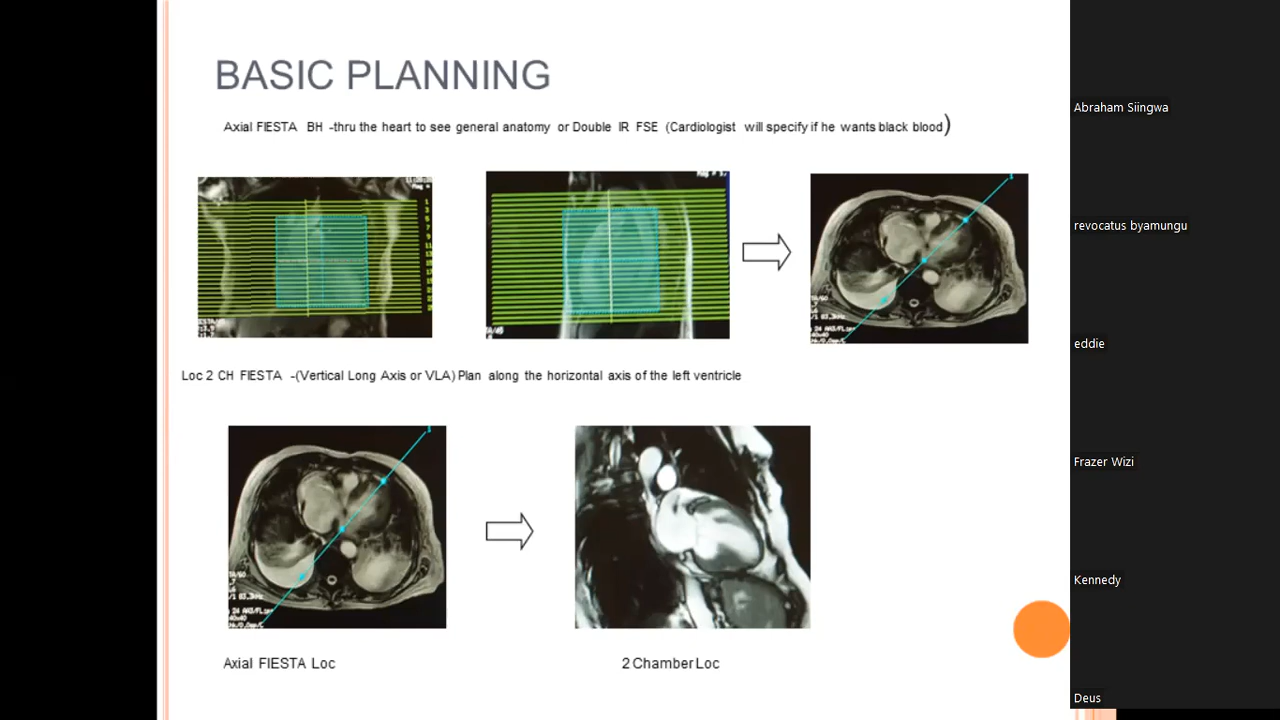 BASIC PLANNING
Axial FIESTA BH -thru the heart to see general anatomy or Double IR FSE (Cardiologist will specify if he wants black blood)
Loc 2 CH FIESTA -(Vertical Long Axis or VLA) Plan along the horizontal axis of the left ventricle
Axial FIESTA Loc
2 Chamber Loc
Abraham Siingwa
revocatus byamungu
eddie
Frazer Wizi
Kennedy
Deus